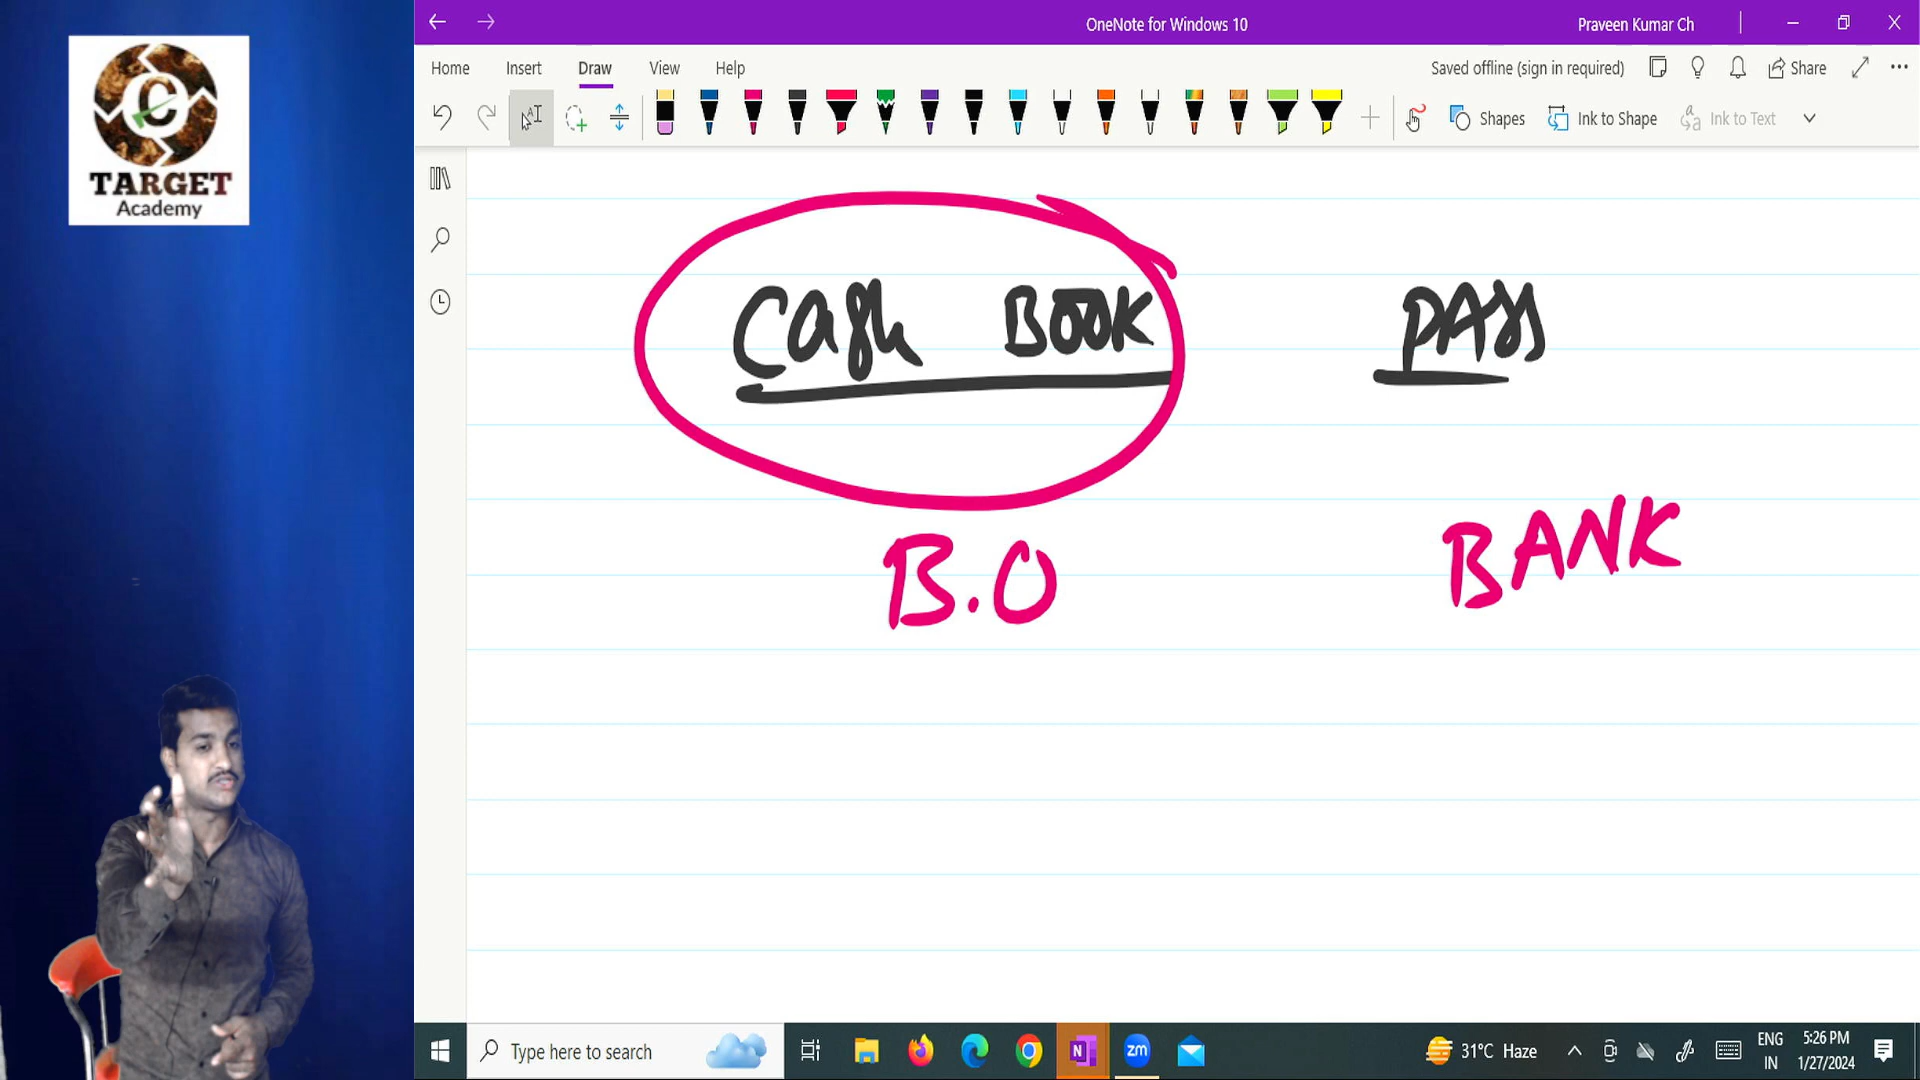 OneNote for Windows 10
Praveen Kumar Ch
TARGET
Academy
Home Insert Draw View Help
Saved offline (sign in required)
Share
Shapes
Ink to Shape
Ink to Text
Cash BOOK PASS
B.O BANK
Type here to search
N
zm
31°C Haze
ENG
IN
5:26 PM
1/27/2024